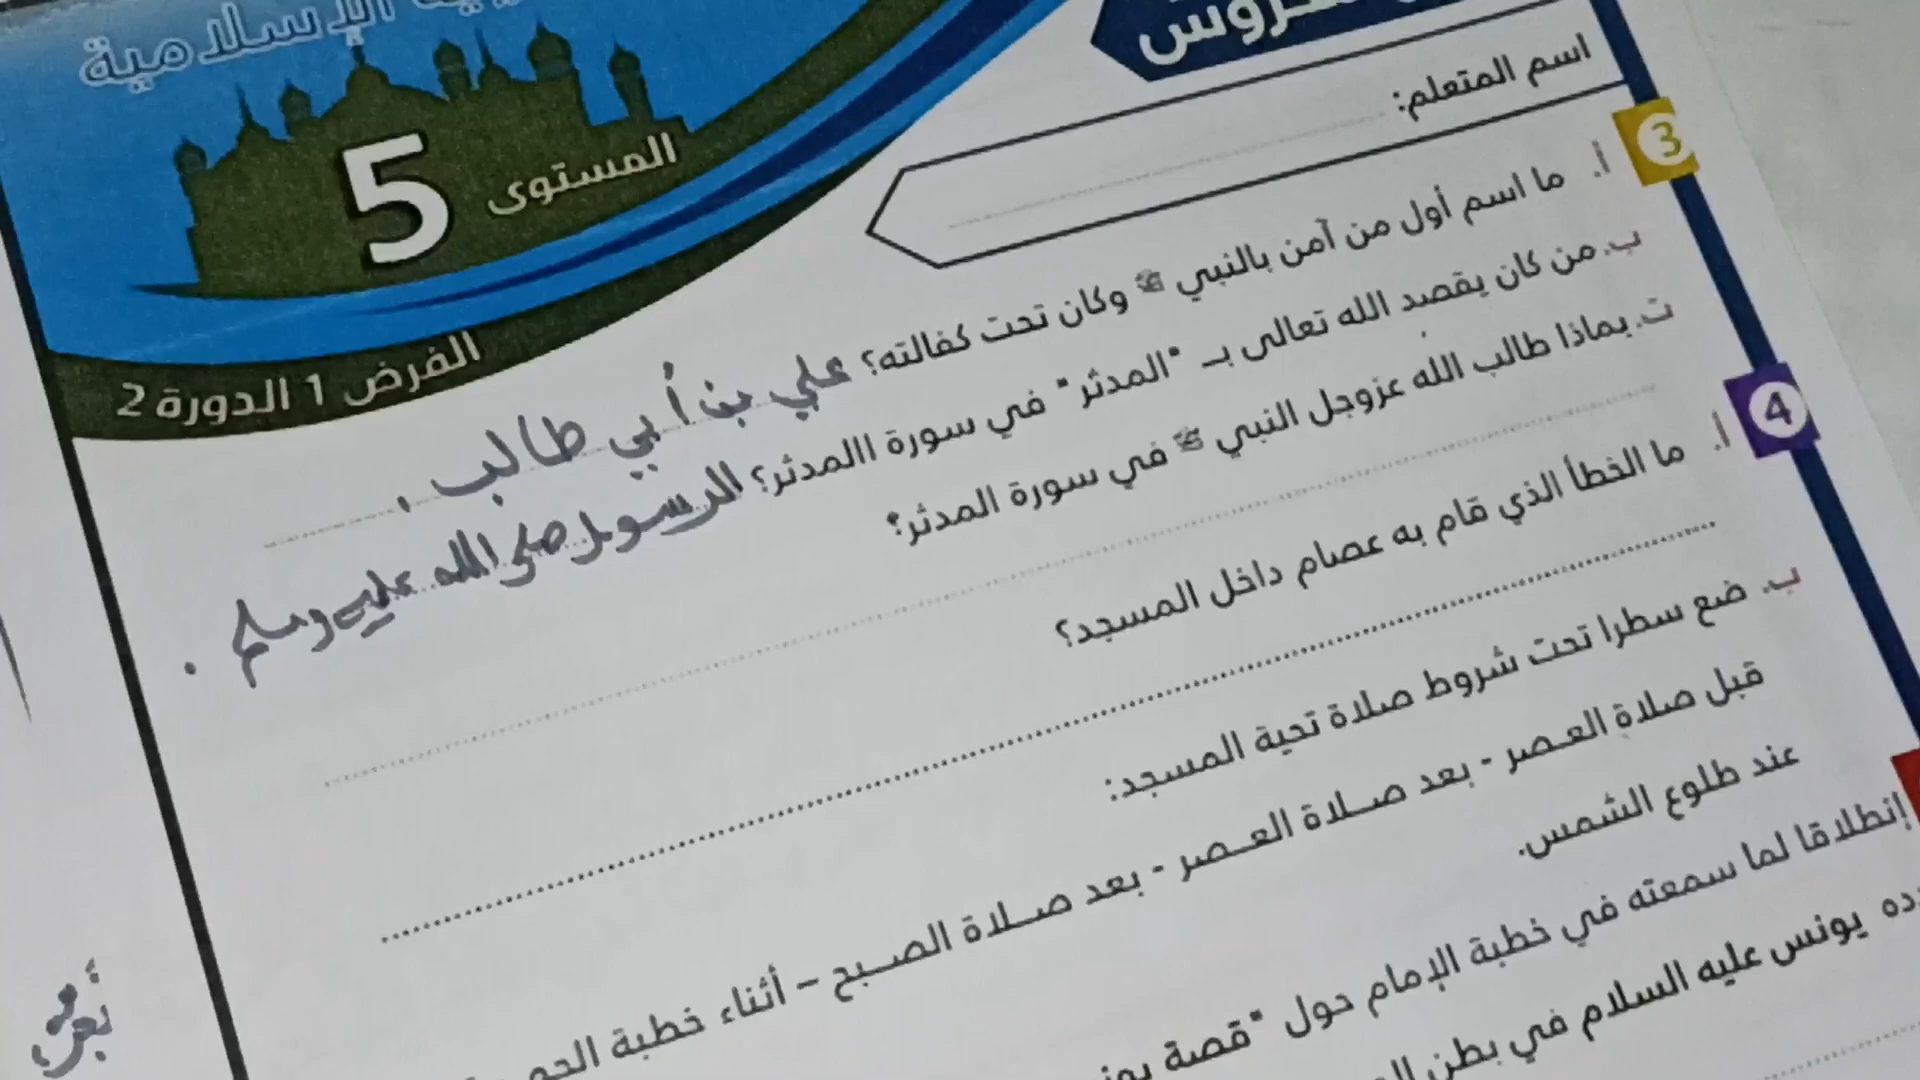 الإسلامية
المستوى 5
الفرض 1 الدورة 2
اسم المتعلم:
3
أ. ما اسم أول من آمن بالنبي ﷺ وكان تحت كفالته؟ علي بن أبي طالب .
ب. من كان يقصد الله تعالى بـ "المدثر" في سورة االمدثر؟ الرسول صلى الله عليه وسلم .
ت. بماذا طالب الله عزوجل النبي ﷺ في سورة المدثر؟
4
أ. ما الخطأ الذي قام به عصام داخل المسجد؟
ب. ضع سطرا تحت شروط صلاة تحية المسجد:
قبل صلاة العصر - بعد صلاة العصر - بعد صلاة الصبح – أثناء خطبة
عند طلوع الشمس.
إنطلاقا لما سمعته في خطبة الإمام حول "قصة
يونس عليه السلام في بطن